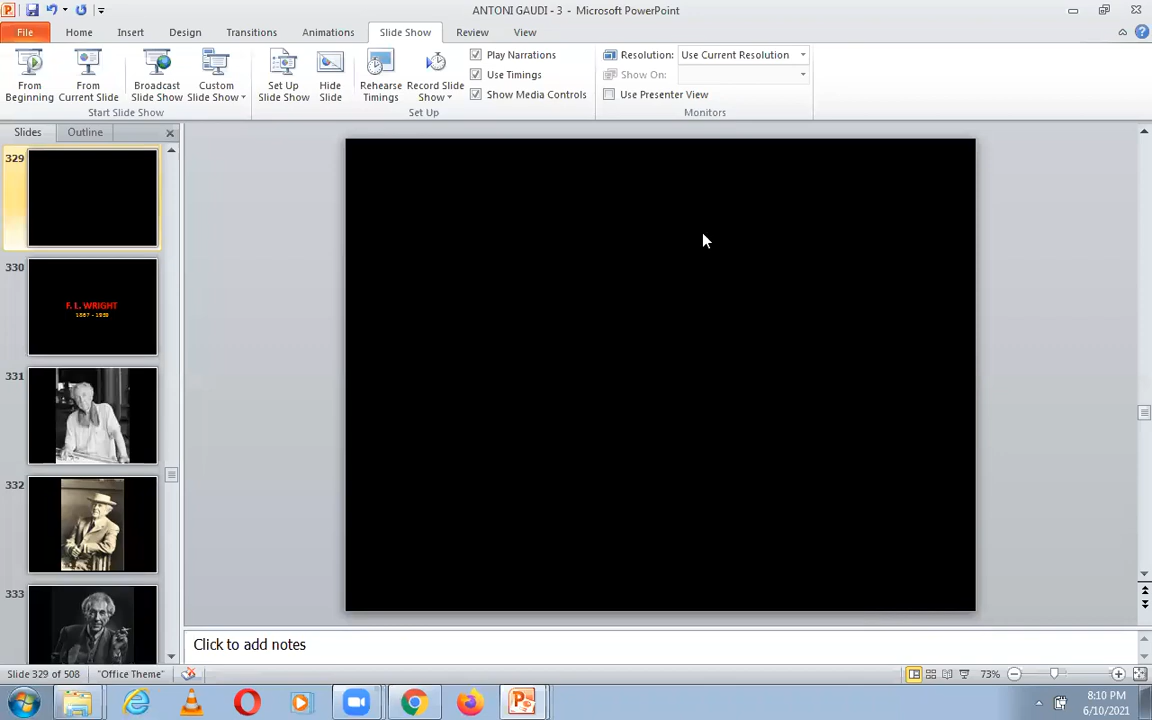 ANTONI GAUDI - 3 - Microsoft PowerPoint
File Home Insert Design Transitions Animations Slide Show Review View
From Beginning
From Current Slide
Broadcast Slide Show
Custom Slide Show
Set Up Slide Show
Hide Slide
Rehearse Timings
Record Slide Show
Play Narrations
Use Timings
Show Media Controls
Resolution: Use Current Resolution
Show On:
Use Presenter View
Start Slide Show
Set Up
Monitors
Slides Outline
329
330
F. L. WRIGHT
1867 - 1959
331
332
333
Click to add notes
Slide 329 of 508 "Office Theme" 73%
8:10 PM
6/10/2021